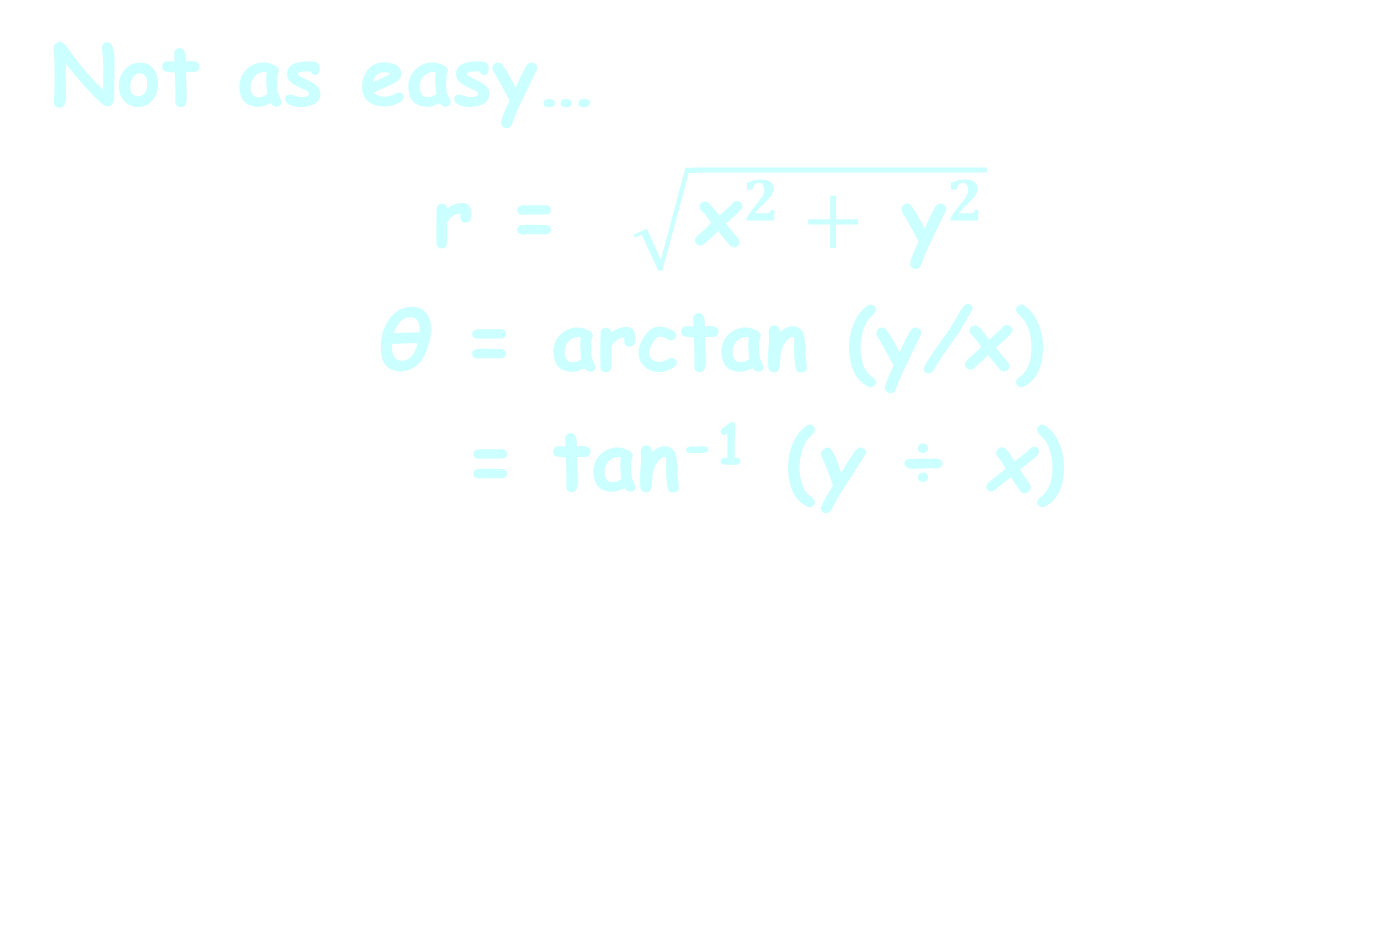 Not as easy…
r = √x² + y²
θ = arctan (y/x)
= tan⁻¹ (y ÷ x)